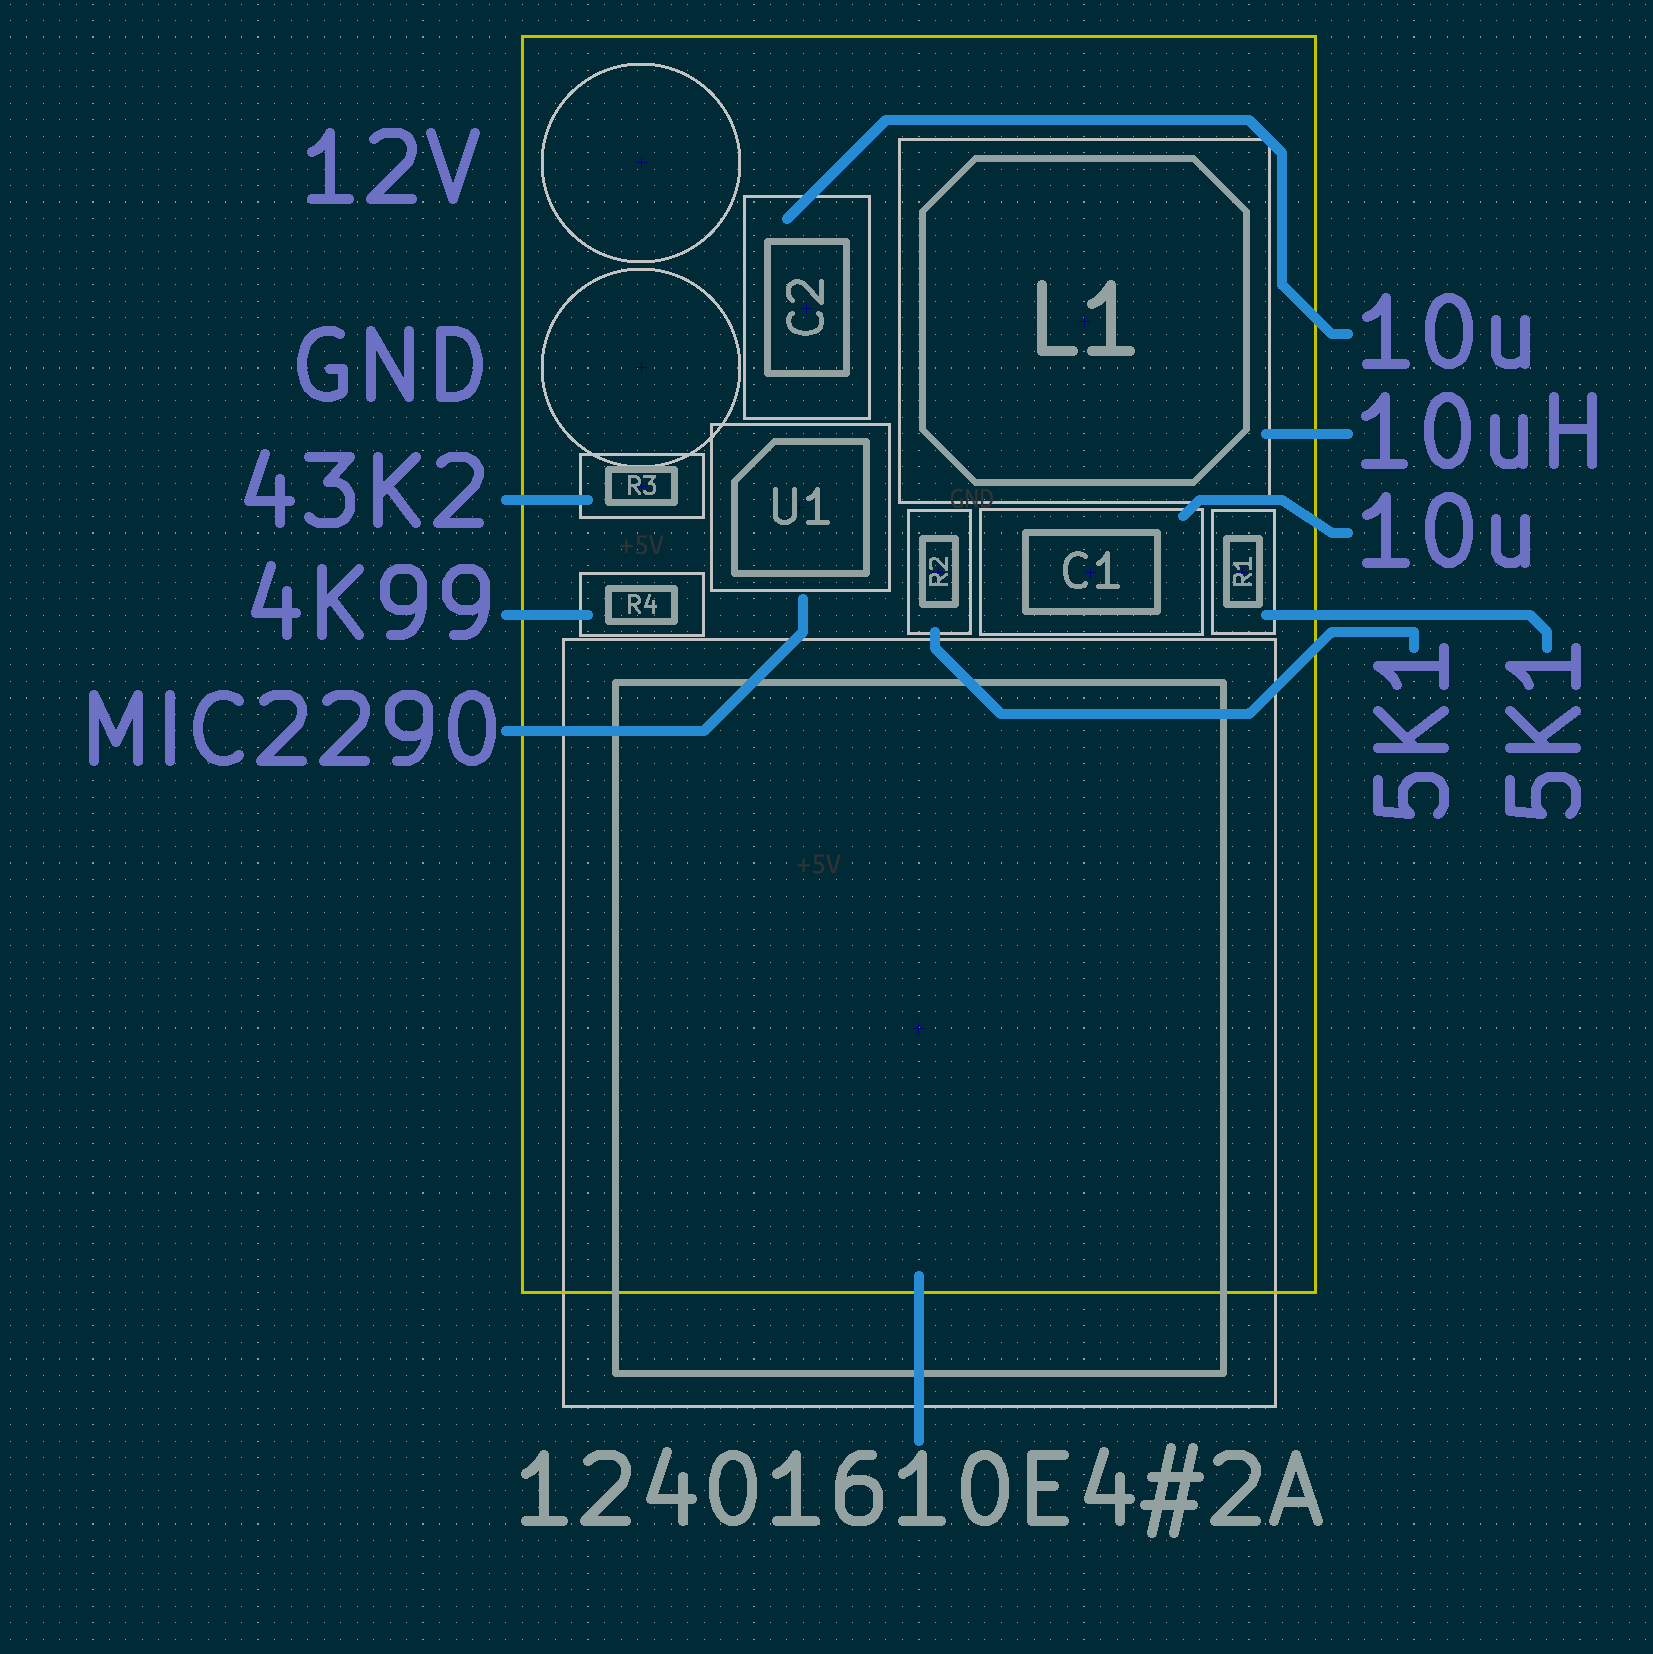 12V
GND
43K2
4K99
MIC2290
C2
L1
R3
U1
GND
+5V
R4
R2
C1
R1
10u
10uH
10u
5K1
5K1
+5V
12401610E4#2A